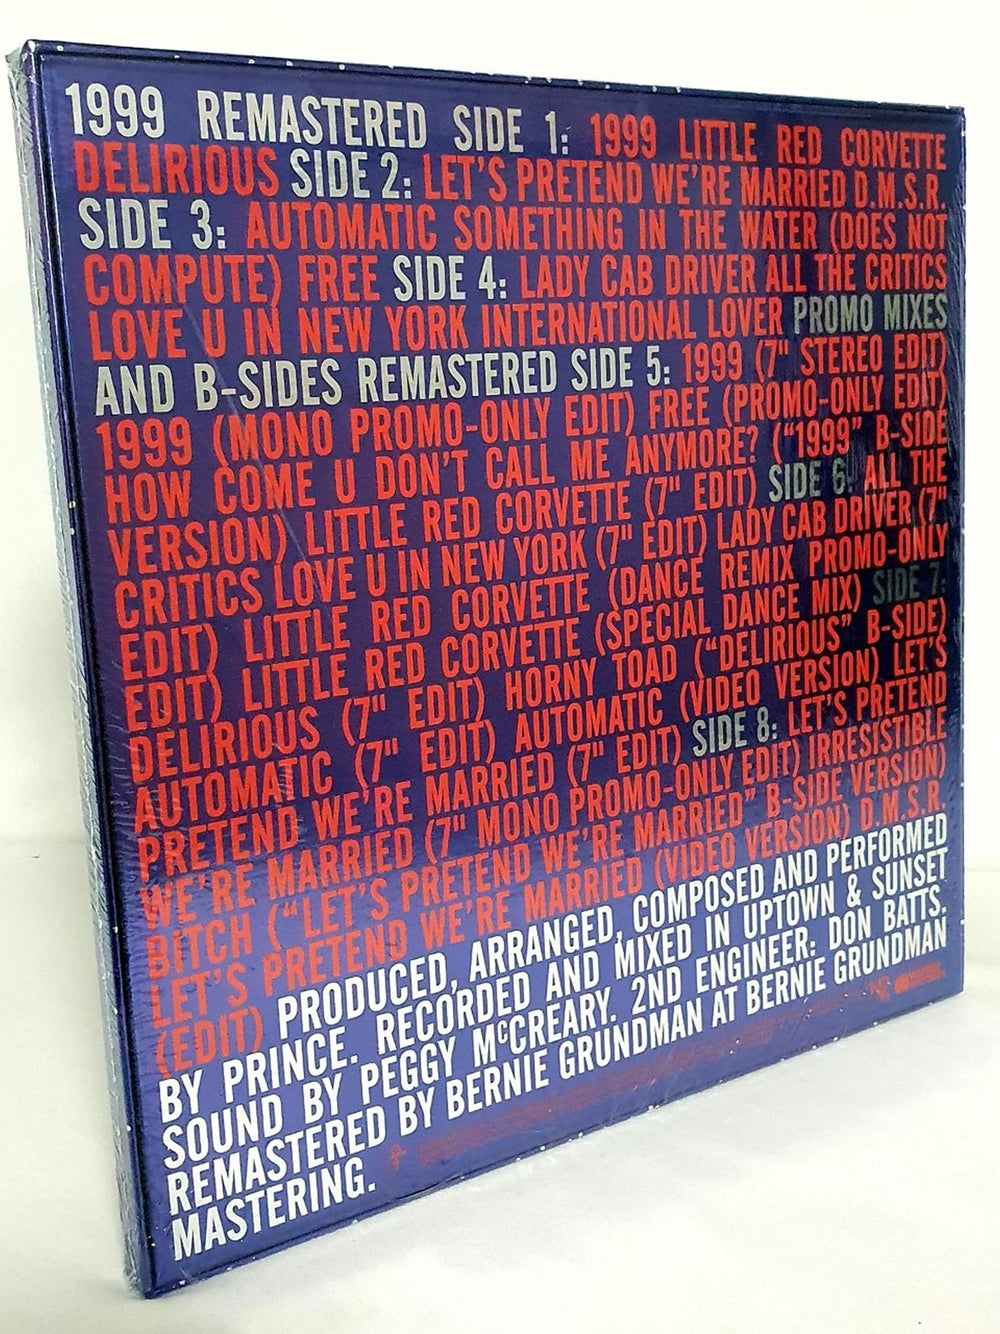 1999 REMASTERED SIDE 1: 1999 LITTLE RED CORVETTE
DELIRIOUS SIDE 2: LET'S PRETEND WE'RE MARRIED D.M.S.R.
SIDE 3: AUTOMATIC SOMETHING IN THE WATER (DOES NOT
COMPUTE) FREE SIDE 4: LADY CAB DRIVER ALL THE CRITICS
LOVE U IN NEW YORK INTERNATIONAL LOVER PROMO MIXES
AND B-SIDES REMASTERED SIDE 5: 1999 (7" STEREO EDIT)
1999 (MONO PROMO-ONLY EDIT) FREE (PROMO-ONLY EDIT)
HOW COME U DON'T CALL ME ANYMORE? ("1999" B-SIDE
VERSION) LITTLE RED CORVETTE (7" EDIT) SIDE 6: ALL THE
CRITICS LOVE U IN NEW YORK (7" EDIT) LADY CAB DRIVER (7"
EDIT) LITTLE RED CORVETTE (DANCE REMIX PROMO-ONLY
EDIT) LITTLE RED CORVETTE (SPECIAL DANCE MIX) SIDE 7:
DELIRIOUS (7" EDIT) HORNY TOAD ("DELIRIOUS" B-SIDE)
AUTOMATIC (7" EDIT) AUTOMATIC (VIDEO VERSION) LET'S
PRETEND WE'RE MARRIED (7" EDIT) SIDE 8: LET'S PRETEND
WE'RE MARRIED (7" MONO PROMO-ONLY EDIT) IRRESISTIBLE
BITCH ("LET'S PRETEND WE'RE MARRIED" B-SIDE VERSION)
LET'S PRETEND WE'RE MARRIED (VIDEO VERSION) D.M.S.R.
(EDIT) PRODUCED, ARRANGED, COMPOSED AND PERFORMED
BY PRINCE. RECORDED AND MIXED IN UPTOWN & SUNSET
SOUND BY PEGGY McCREARY. 2ND ENGINEER: DON BATTS.
REMASTERED BY BERNIE GRUNDMAN AT BERNIE GRUNDMAN
MASTERING.